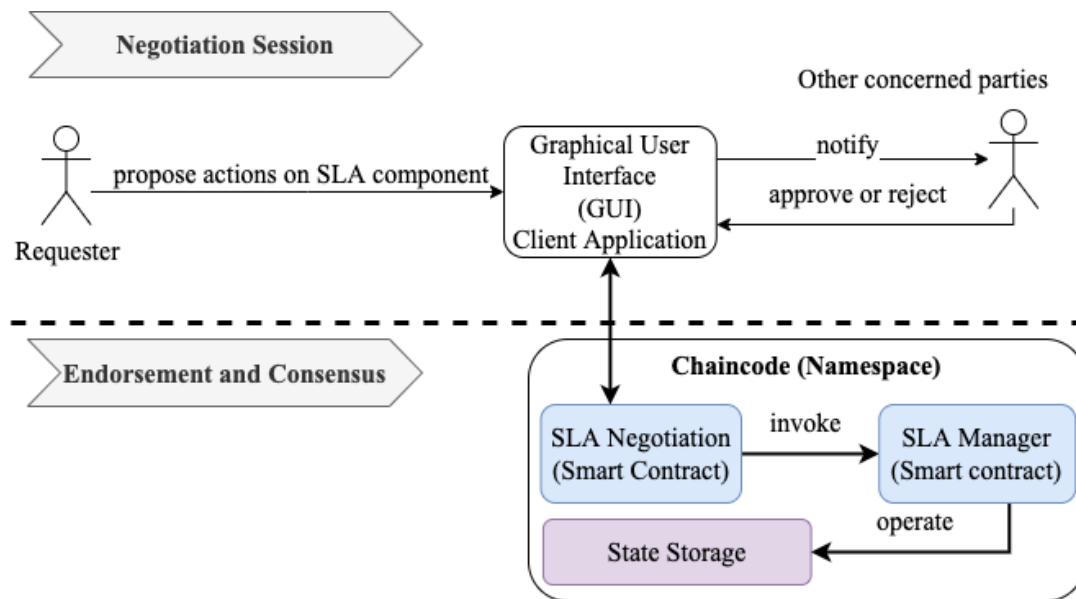 Negotiation Session
Other concerned parties
Requester
propose actions on SLA component
Graphical User
Interface
(GUI)
Client Application
notify
approve or reject
Endorsement and Consensus
Chaincode (Namespace)
SLA Negotiation
(Smart Contract)
invoke
SLA Manager
(Smart contract)
operate
State Storage